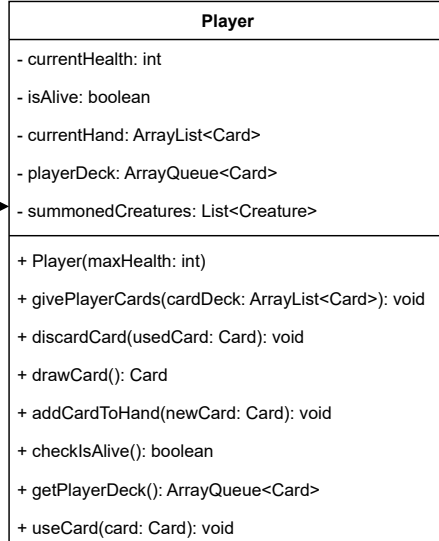 Player
- currentHealth: int
- isAlive: boolean
- currentHand: ArrayList<Card>
- playerDeck: ArrayQueue<Card>
- summonedCreatures: List<Creature>
+ Player(maxHealth: int)
+ givePlayerCards(cardDeck: ArrayList<Card>): void
+ discardCard(usedCard: Card): void
+ drawCard(): Card
+ addCardToHand(newCard: Card): void
+ checkIsAlive(): boolean
+ getPlayerDeck(): ArrayQueue<Card>
+ useCard(card: Card): void